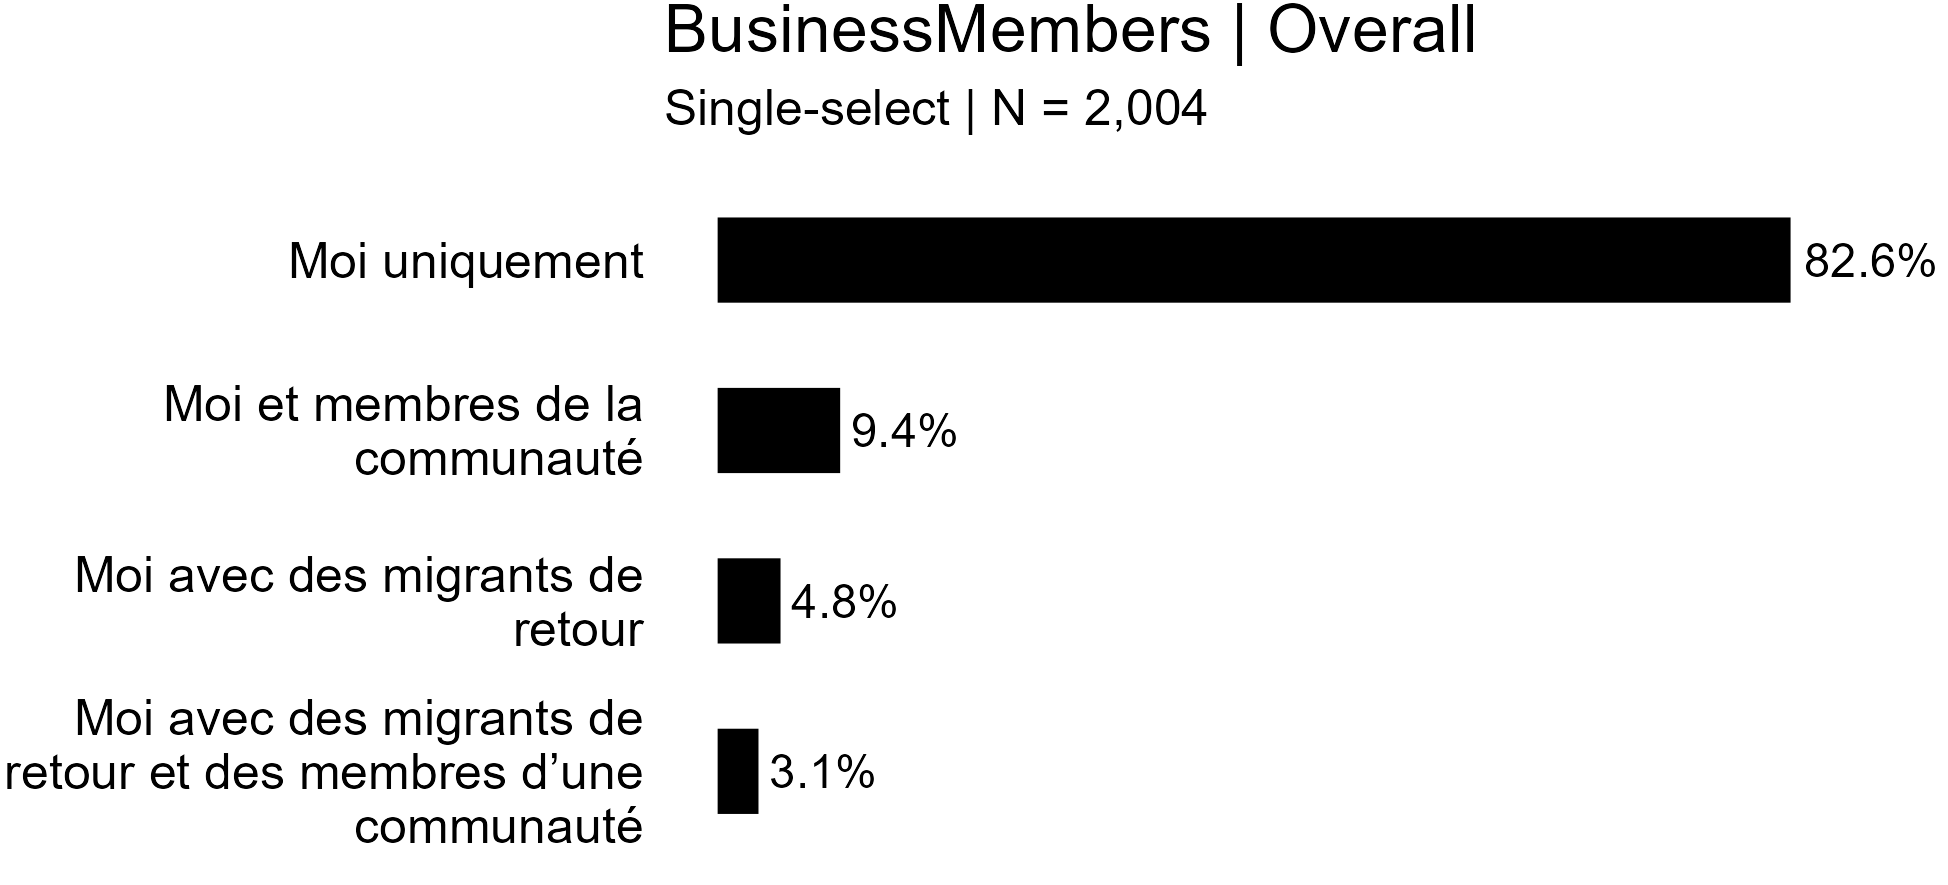 BusinessMembers | Overall
Single-select | N = 2,004
Moi uniquement
82.6%
Moi et membres de la
communauté
9.4%
Moi avec des migrants de
retour
4.8%
Moi avec des migrants de
retour et des membres d’une
communauté
3.1%